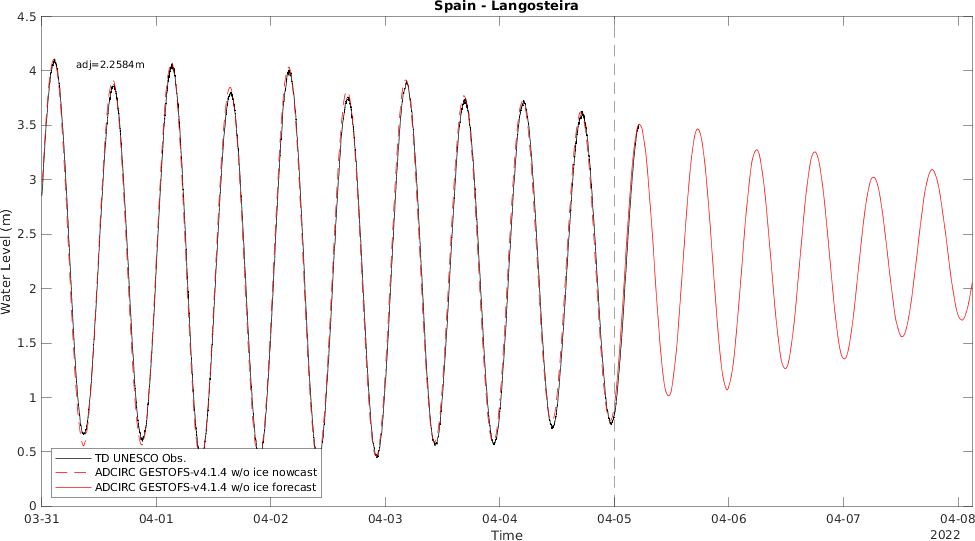 Spain - Langosteira
4.5
adj=2.2584m
4
3.5
3
2.5
2
1.5
1
0.5
0
Water Level (m)
TD UNESCO Obs.
ADCIRC GESTOFS-v4.1.4 w/o ice nowcast
ADCIRC GESTOFS-v4.1.4 w/o ice forecast
03-31 04-01 04-02 04-03 04-04 04-05 04-06 04-07 04-08
Time
2022